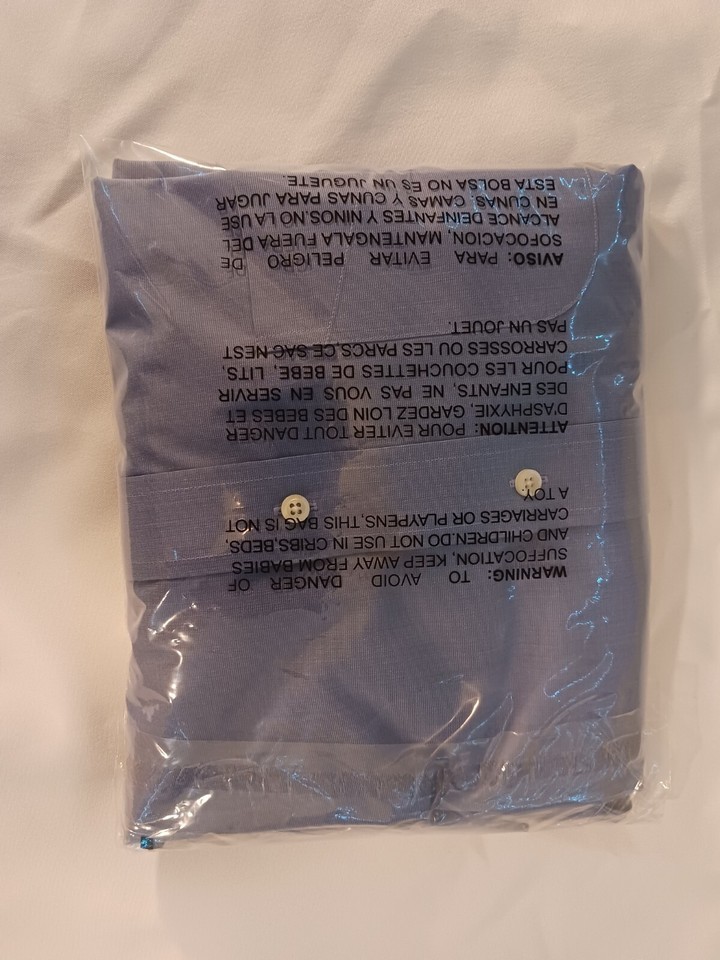 WARNING: TO AVOID DANGER OF
SUFFOCATION, KEEP AWAY FROM BABIES
AND CHILDREN.DO NOT USE IN CRIBS,BEDS,
CARRIAGES OR PLAYPENS,THIS BAG IS NOT
A TOY.
ATTENTION: POUR EVITER TOUT DANGER
D'ASPHYXIE, GARDEZ LOIN DES BEBES ET
DES ENFANTS, NE PAS VOUS EN SERVIR
POUR LES COUCHETTES DE BEBE, LITS,
CARROSSES OU LES PARCS,CE SAC NEST
PAS UN JOUET.
AVISO: PARA EVITAR PELIGRO DE
SOFOCACION, MANTENGALA FUERA DEL
ALCANCE DEINFANTES Y NINOS.NO LA USE
EN CUNAS, CAMAS Y CUNAS PARA JUGAR
ESTA BOLSA NO ES UN JUGUETE.